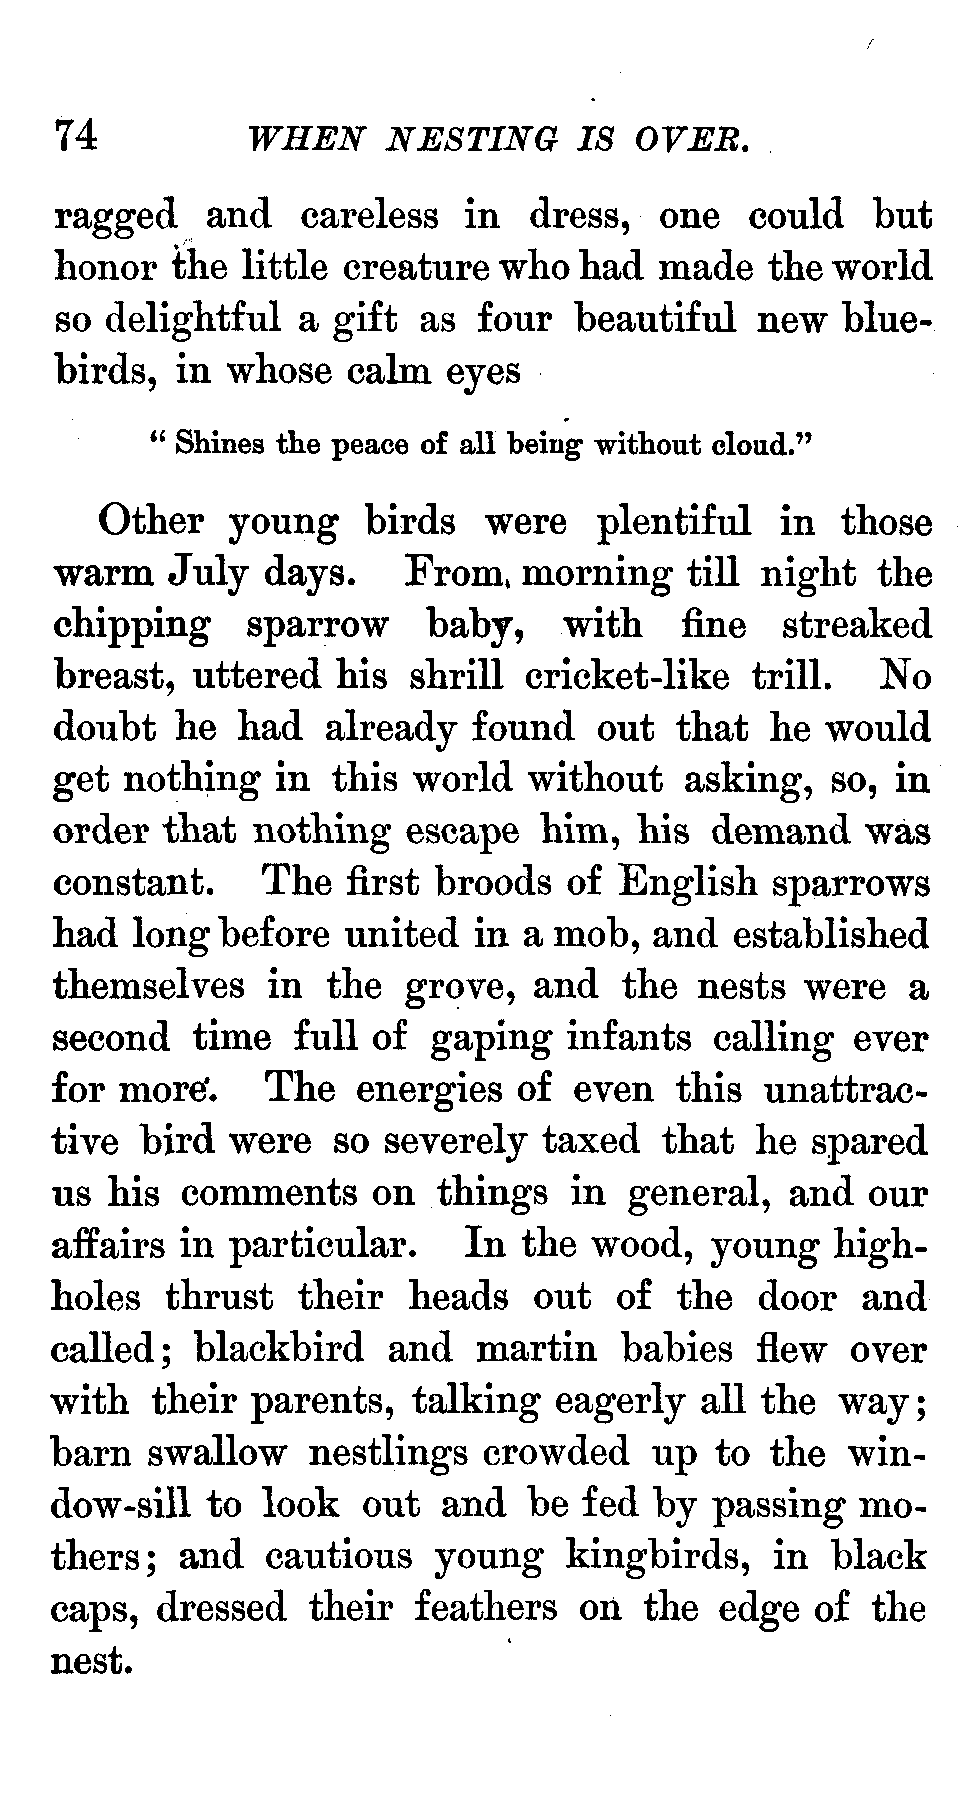 74 WHEN NESTING IS OVER.
ragged and careless in dress, one could but
honor the little creature who had made the world
so delightful a gift as four beautiful new blue-
birds, in whose calm eyes
“ Shines the peace of all being without cloud.”
Other young birds were plentiful in those
warm July days. From morning till night the
chipping sparrow baby, with fine streaked
breast, uttered his shrill cricket-like trill. No
doubt he had already found out that he would
get nothing in this world without asking, so, in
order that nothing escape him, his demand was
constant. The first broods of English sparrows
had long before united in a mob, and established
themselves in the grove, and the nests were a
second time full of gaping infants calling ever
for more. The energies of even this unattrac-
tive bird were so severely taxed that he spared
us his comments on things in general, and our
affairs in particular. In the wood, young high-
holes thrust their heads out of the door and
called; blackbird and martin babies flew over
with their parents, talking eagerly all the way;
barn swallow nestlings crowded up to the win-
dow-sill to look out and be fed by passing mo-
thers; and cautious young kingbirds, in black
caps, dressed their feathers on the edge of the
nest.